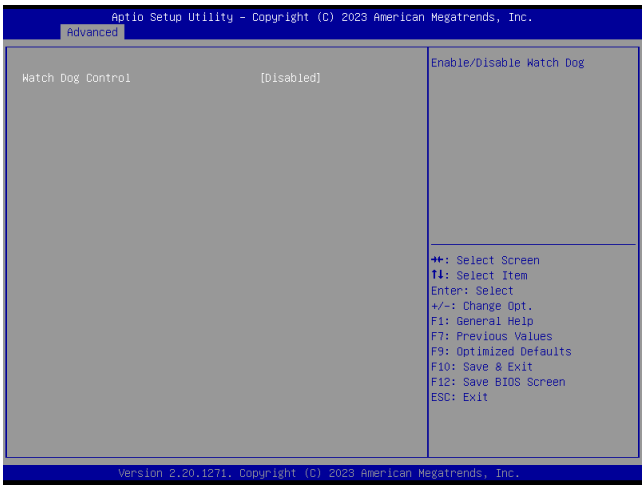 Aptio Setup Utility – Copyright (C) 2023 American Megatrends, Inc.
Advanced
Watch Dog Control [Disabled]
Enable/Disable Watch Dog
→←: Select Screen
↑↓: Select Item
Enter: Select
+/-: Change Opt.
F1: General Help
F7: Previous Values
F9: Optimized Defaults
F10: Save & Exit
F12: Save BIOS Screen
ESC: Exit
Version 2.20.1271. Copyright (C) 2023 American Megatrends, Inc.